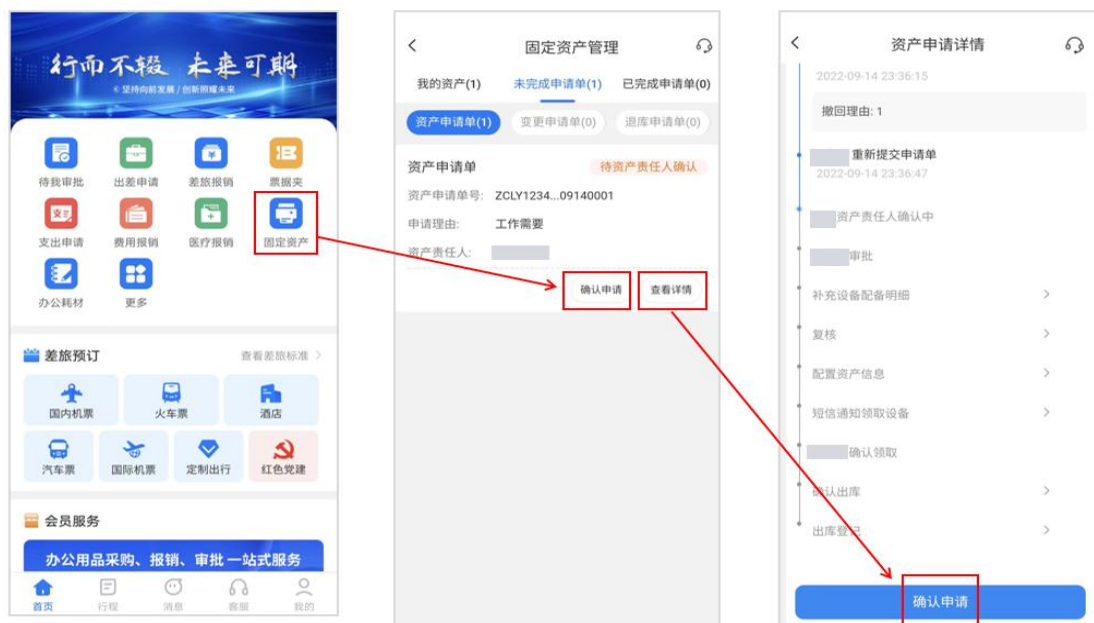 行而不辍 未来可期
坚持向前发展 / 创新照耀未来
待我审批 出差申请 差旅报销 票据夹
支出申请 费用报销 医疗报销 固定资产
办公耗材 更多
差旅预订 查看差旅标准 >
国内机票 火车票 酒店
汽车票 国际机票 定制出行 红色党建
会员服务
办公用品采购、报销、审批一站式服务
首页 行程 消息 客服 我的
固定资产管理
我的资产(1) 未完成申请单(1) 已完成申请单(0)
资产申请单(1) 变更申请单(0) 退库申请单(0)
资产申请单 待资产责任人确认
资产申请单号: ZCLY1234...09140001
申请理由: 工作需要
资产责任人:
确认申请 查看详情
资产申请详情
2022-09-14 23:36:15
撤回理由: 1
重新提交申请单
2022-09-14 23:36:47
资产责任人确认中
审批
补充设备配备明细
复核
配置资产信息
短信通知领取设备
确认领取
确认出库
出库登记
确认申请